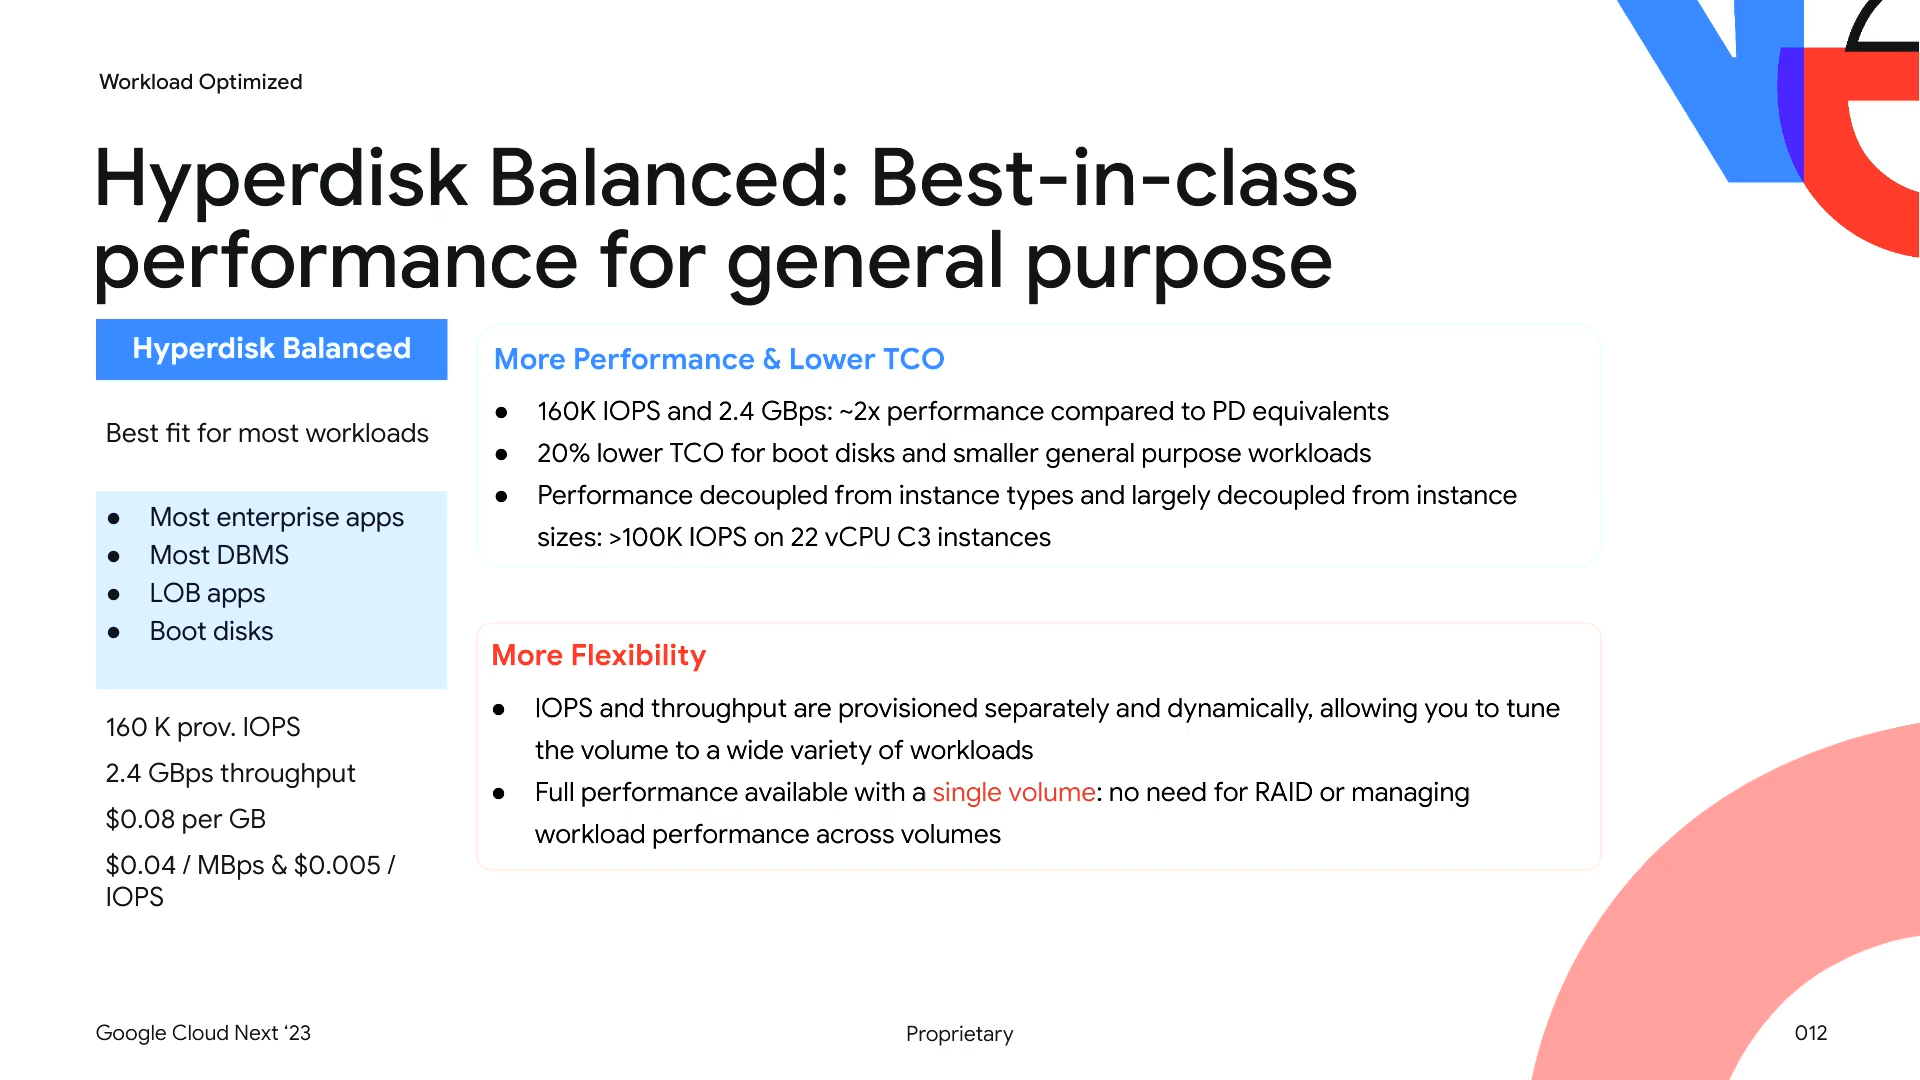 Workload Optimized
Hyperdisk Balanced: Best-in-class
performance for general purpose
Hyperdisk Balanced
Best fit for most workloads
● Most enterprise apps
● Most DBMS
● LOB apps
● Boot disks
160 K prov. IOPS
2.4 GBps throughput
$0.08 per GB
$0.04 / MBps & $0.005 /
IOPS
More Performance & Lower TCO
● 160K IOPS and 2.4 GBps: ~2x performance compared to PD equivalents
● 20% lower TCO for boot disks and smaller general purpose workloads
● Performance decoupled from instance types and largely decoupled from instance
sizes: >100K IOPS on 22 vCPU C3 instances
More Flexibility
● IOPS and throughput are provisioned separately and dynamically, allowing you to tune
the volume to a wide variety of workloads
● Full performance available with a single volume: no need for RAID or managing
workload performance across volumes
Google Cloud Next ‘23
Proprietary
012